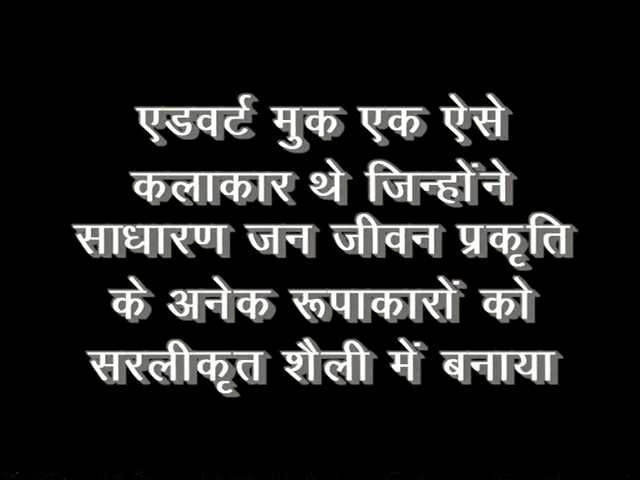 एडवर्ट मुक एक ऐसे
कलाकार थे जिन्होंने
साधारण जन जीवन प्रकृति
के अनेक रूपाकारों को
सरलीकृत शैली में बनाया